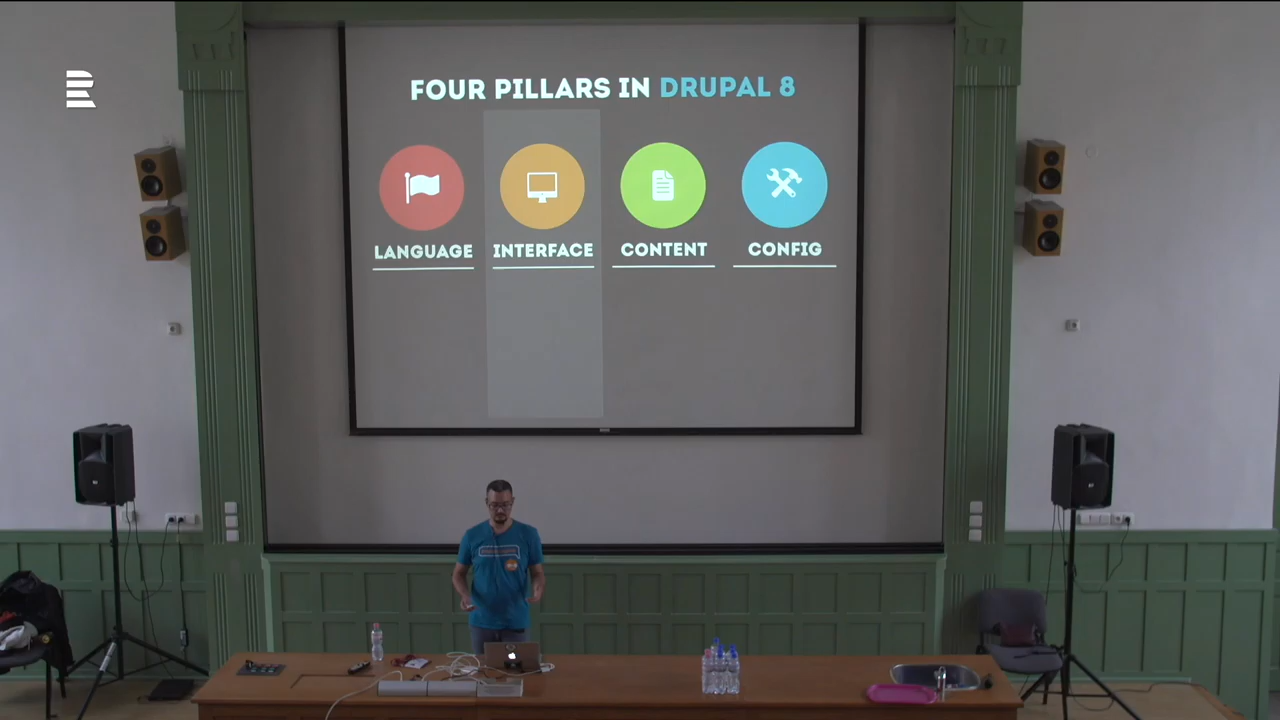 FOUR PILLARS IN DRUPAL 8
LANGUAGE
INTERFACE
CONTENT
CONFIG